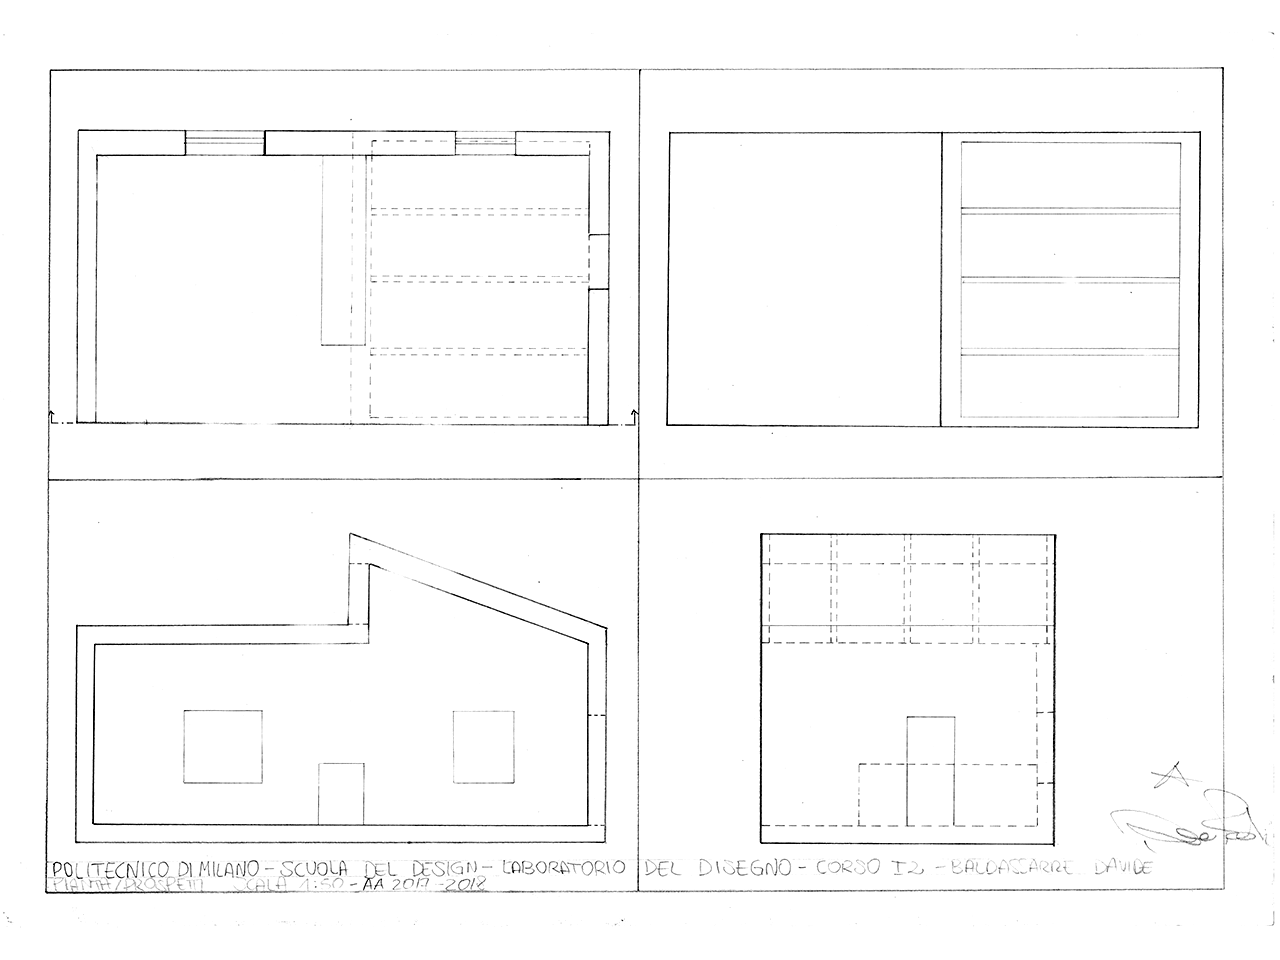 POLITECNICO DI MILANO - SCUOLA DEL DESIGN - LABORATORIO DEL DISEGNO - CORSO I2 - BALDASSARRE DAVIDE
PIANTA/PROSPETTI SCALA 1:50 - AA 2017 - 2018
A